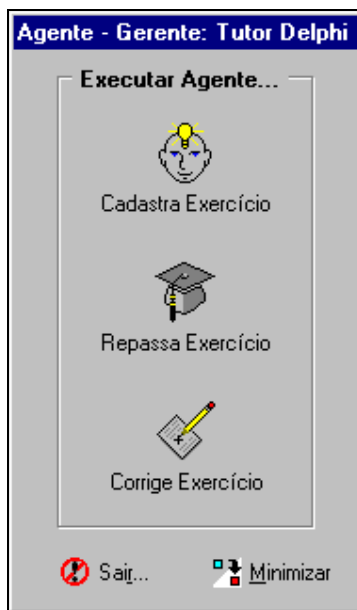 Agente - Gerente: Tutor Delphi
Executar Agente...
Cadastra Exercício
Repassa Exercício
Corrige Exercício
Sair... Minimizar